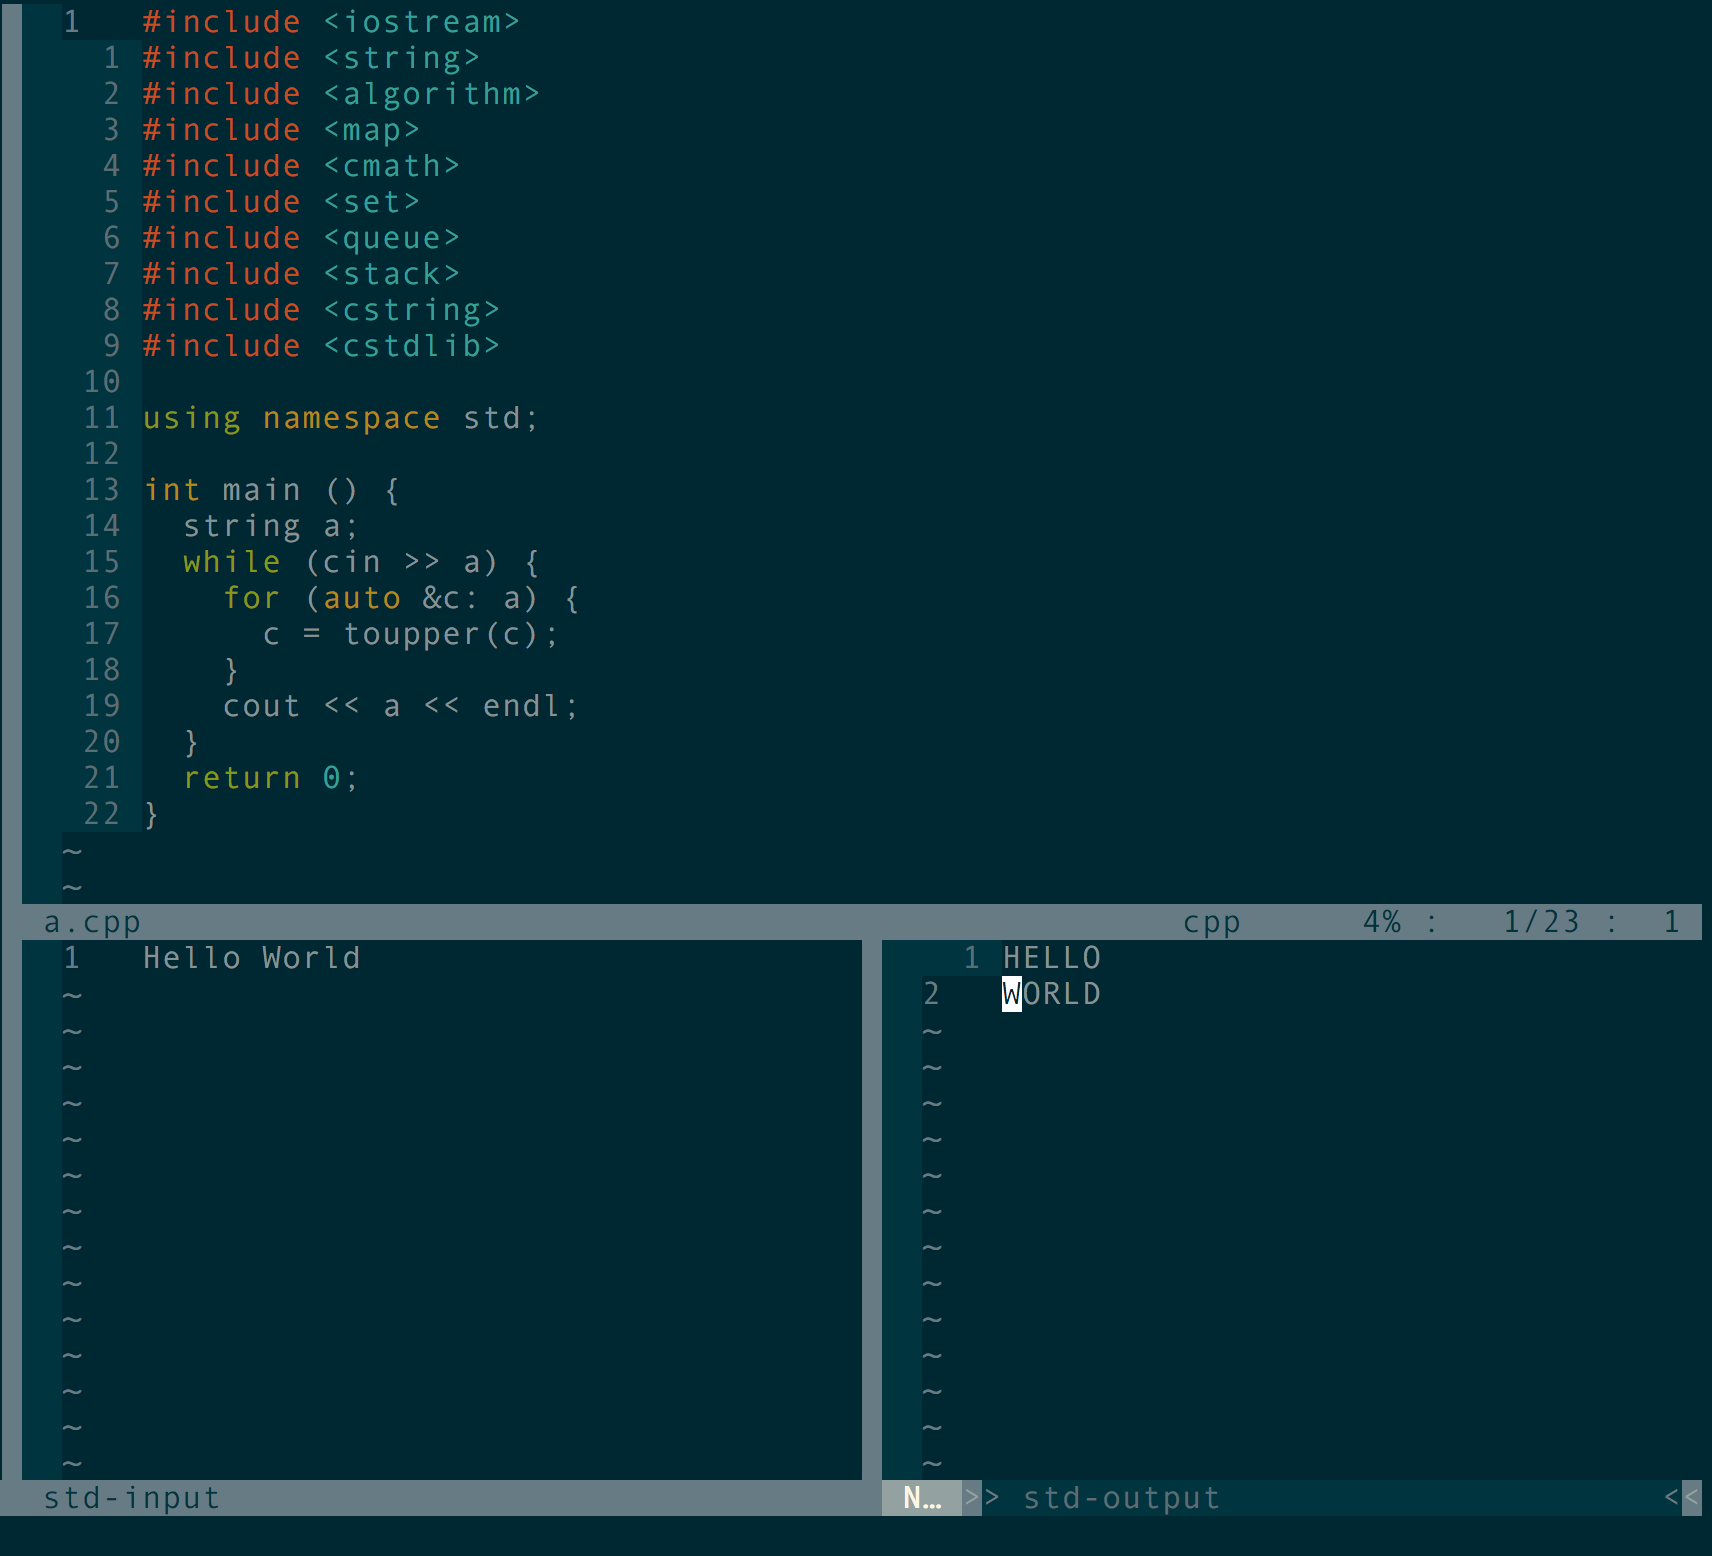 1 #include <iostream>
1 #include <string>
2 #include <algorithm>
3 #include <map>
4 #include <cmath>
5 #include <set>
6 #include <queue>
7 #include <stack>
8 #include <cstring>
9 #include <cstdlib>
10
11 using namespace std;
12
13 int main () {
14   string a;
15   while (cin >> a) {
16     for (auto &c: a) {
17       c = toupper(c);
18     }
19     cout << a << endl;
20   }
21   return 0;
22 }
~
~
a.cpp cpp 4% : 1/23 : 1
1 Hello World
~
~
~
~
~
~
~
~
~
~
~
~
~
~
std-input
1 HELLO
2 WORLD
~
~
~
~
~
~
~
~
~
~
~
~
~
N… >> std-output <<